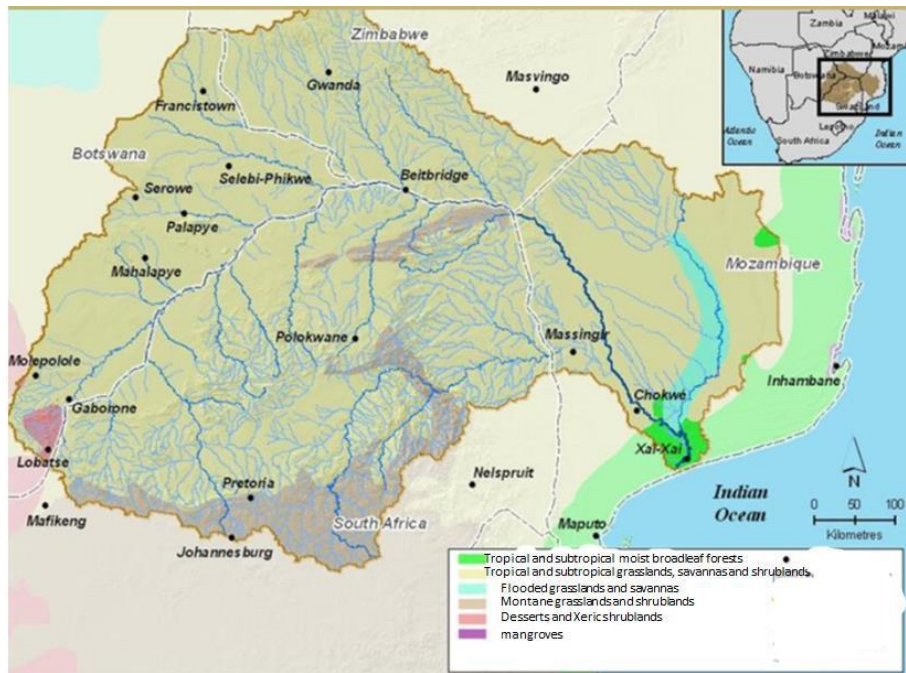 Zimbabwe
Masvingo
Gwanda
Francistown
Botswana
Selebi-Phikwe
Beitbridge
Serowe
Palapye
Mahalapye
Mozambique
Polokwane
Massingir
Molepolole
Gaborone
Inhambane
Chokwe
Xai-Xai
Lobatse
Pretoria
Nelspruit
Mafikeng
South Africa
Johannesburg
Maputo
Indian
Ocean
N
0 50 100
Kilometres
Zambia
Malawi
Zimbabwe
Mozam
Namibia
Botswana
Swaziland
Lesotho
South Africa
Atlantic
Ocean
Indian
Ocean
Tropical and subtropical moist broadleaf forests
Tropical and subtropical grasslands, savannas and shrublands
Flooded grasslands and savannas
Montane grasslands and shrublands
Desserts and Xeric shrublands
mangroves